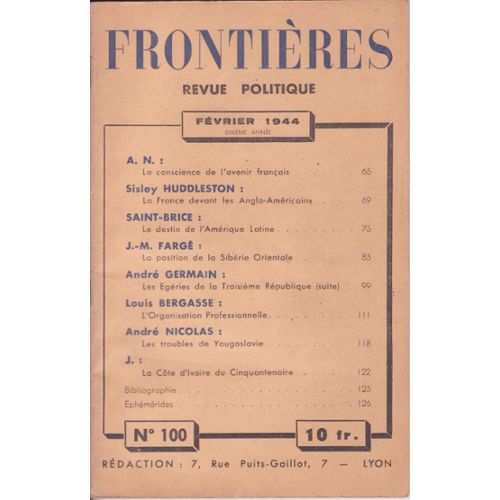 FRONTIÈRES
REVUE POLITIQUE
FÉVRIER 1944
DIXIÈME ANNÉE
A. N. :
La conscience de l'avenir français . . . . . . . . 65
Sisley HUDDLESTON :
La France devant les Anglo-Américains . . . . . . 69
SAINT-BRICE :
Le destin de l'Amérique Latine . . . . . . . . . 75
J.-M. FARGÉ :
La position de la Sibérie Orientale . . . . . . . 85
André GERMAIN :
Les Egéries de la Troisième République (suite) . . 99
Louis BERGASSE :
L'Organisation Professionnelle . . . . . . . . . 111
André NICOLAS :
Les troubles de Yougoslavie . . . . . . . . . . 118
J. :
La Côte d'Ivoire du Cinquantenaire . . . . . . . 122
Bibliographie . . . . . . . . . . . . . . . . 125
Ephémérides . . . . . . . . . . . . . . . . 126
N° 100 10 fr.
RÉDACTION : 7, Rue Puits-Gaillot, 7 — LYON